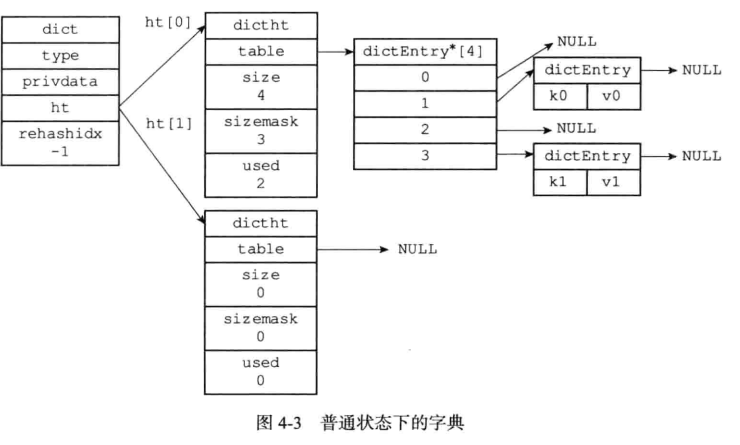 dict
type
privdata
ht
rehashidx
-1
ht[0]
ht[1]
dictht
table
size
4
sizemask
3
used
2
dictht
table
size
0
sizemask
0
used
0
NULL
dictEntry*[4]
0
1
2
3
NULL
dictEntry
k0 v0
NULL
NULL
dictEntry
k1 v1
NULL
图 4-3 普通状态下的字典